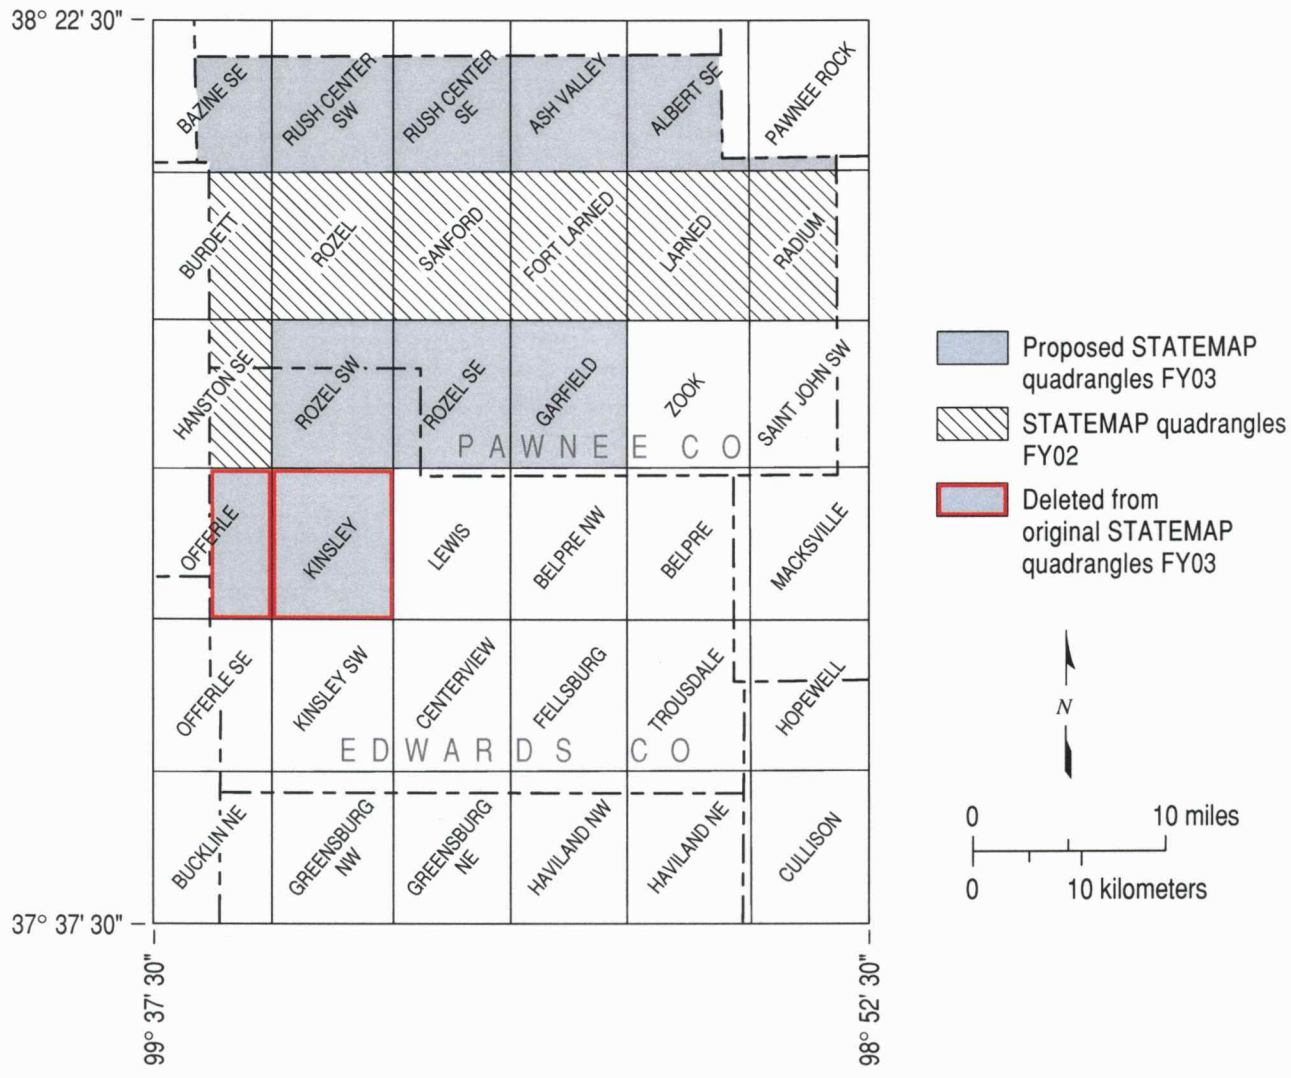 38° 22' 30"
BAZINE SE
RUSH CENTER
SW
RUSH CENTER
SE
ASH VALLEY
ALBERT SE
PAWNEE ROCK
BURDETT
ROZEL
SANFORD
FORT LARNED
LARNED
RADIUM
HANSTON SE
ROZEL SW
ROZEL SE
GARFIELD
ZOOK
SAINT JOHN SW
PAWNEE CO
OFFERLE
KINSLEY
LEWIS
BELPRE NW
BELPRE
MACKSVILLE
OFFERLE SE
KINSLEY SW
CENTERVIEW
FELLSBURG
TROUSDALE
HOPEWELL
EDWARDS CO
BUCKLIN NE
GREENSBURG
NW
GREENSBURG
NE
HAVILAND NW
HAVILAND NE
CULLISON
37° 37' 30"
99° 37' 30"
98° 52' 30"
Proposed STATEMAP
quadrangles FY03
STATEMAP quadrangles
FY02
Deleted from
original STATEMAP
quadrangles FY03
N
0 10 miles
0 10 kilometers